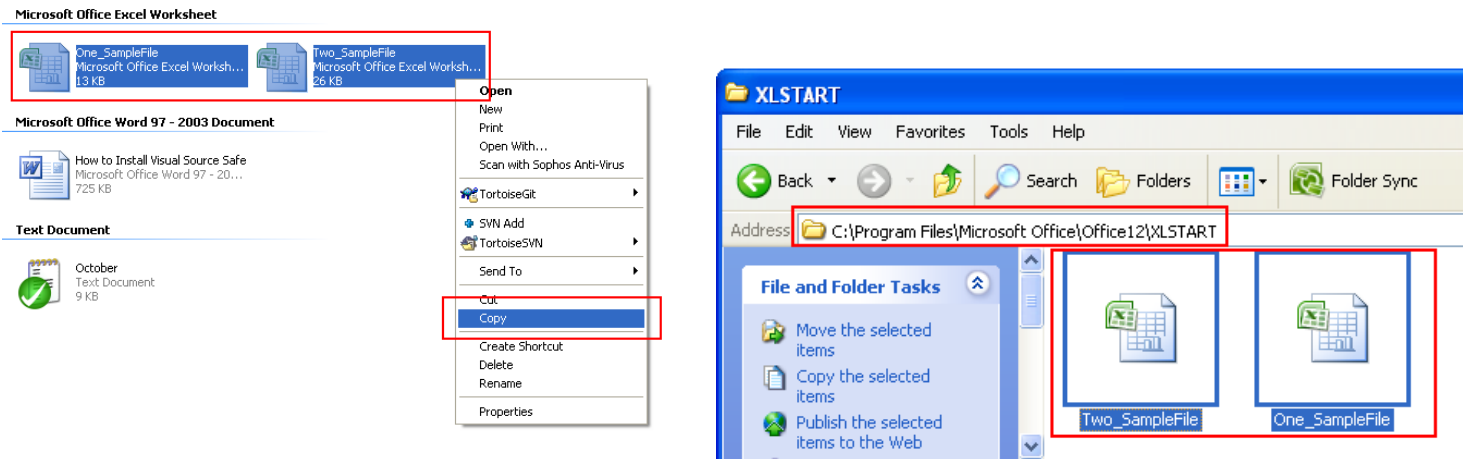 Microsoft Office Excel Worksheet
One_SampleFile
Microsoft Office Excel Worksh...
13 KB
Two_SampleFile
Microsoft Office Excel Worksh...
26 KB
Microsoft Office Word 97 - 2003 Document
How to Install Visual Source Safe
Microsoft Office Word 97 - 20...
725 KB
Text Document
October
Text Document
9 KB
Open
New
Print
Open With...
Scan with Sophos Anti-Virus
TortoiseGit
SVN Add
TortoiseSVN
Send To
Cut
Copy
Create Shortcut
Delete
Rename
Properties
XLSTART
File Edit View Favorites Tools Help
Back Search Folders Folder Sync
Address C:\Program Files\Microsoft Office\Office12\XLSTART
File and Folder Tasks
Move the selected
items
Copy the selected
items
Publish the selected
items to the Web
Two_SampleFile
One_SampleFile